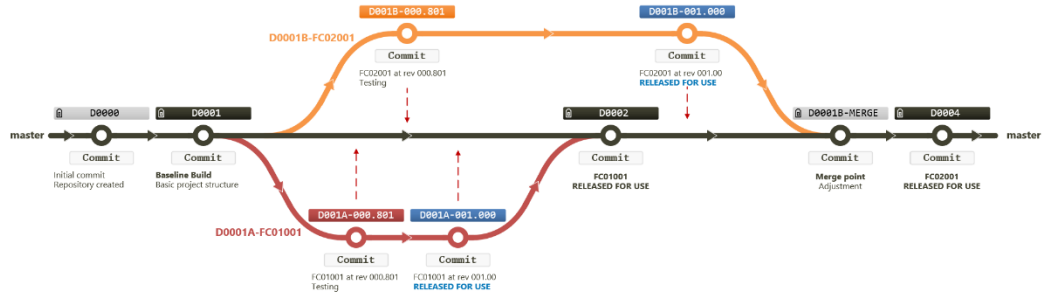 D001B-000.801
D001B-001.000
D0001B-FC02001
Commit
Commit
FC02001 at rev 000.801
Testing
FC02001 at rev 001.00
RELEASED FOR USE
D0000
D0001
D0002
D0001B-MERGE
D0004
master
master
Commit
Commit
Commit
Commit
Commit
Initial commit
Repository created
Baseline Build
Basic project structure
FC01001
RELEASED FOR USE
Merge point
Adjustment
FC02001
RELEASED FOR USE
D001A-000.801
D001A-001.000
D0001A-FC01001
Commit
Commit
FC01001 at rev 000.801
Testing
FC01001 at rev 001.00
RELEASED FOR USE